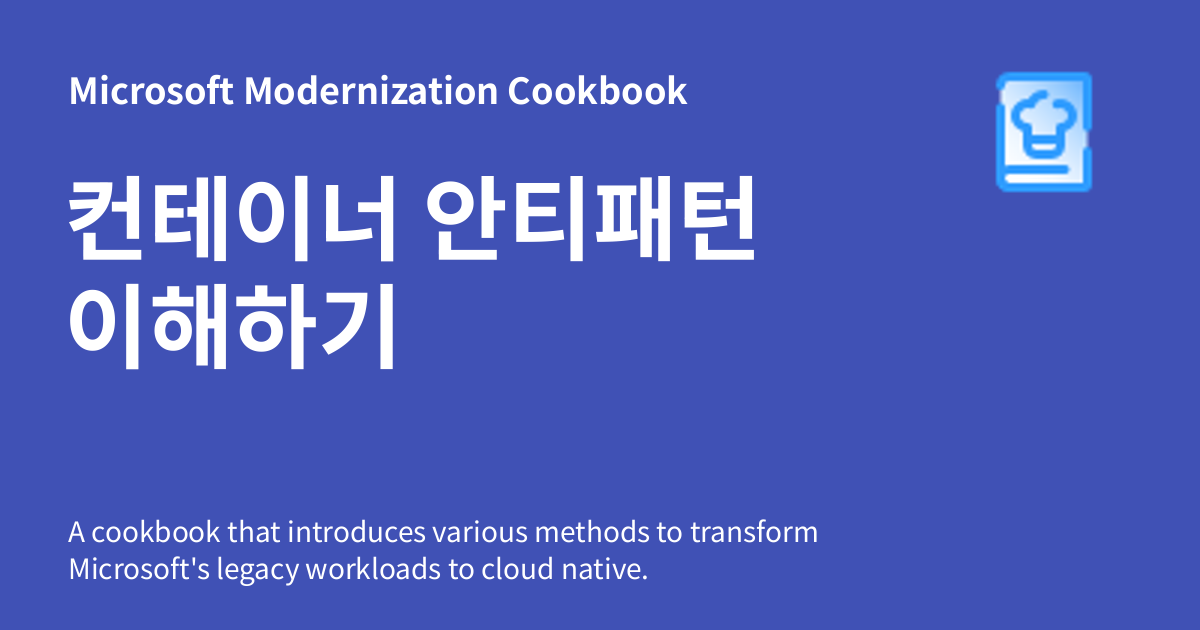 Microsoft Modernization Cookbook
컨테이너 안티패턴
이해하기
A cookbook that introduces various methods to transform
Microsoft's legacy workloads to cloud native.